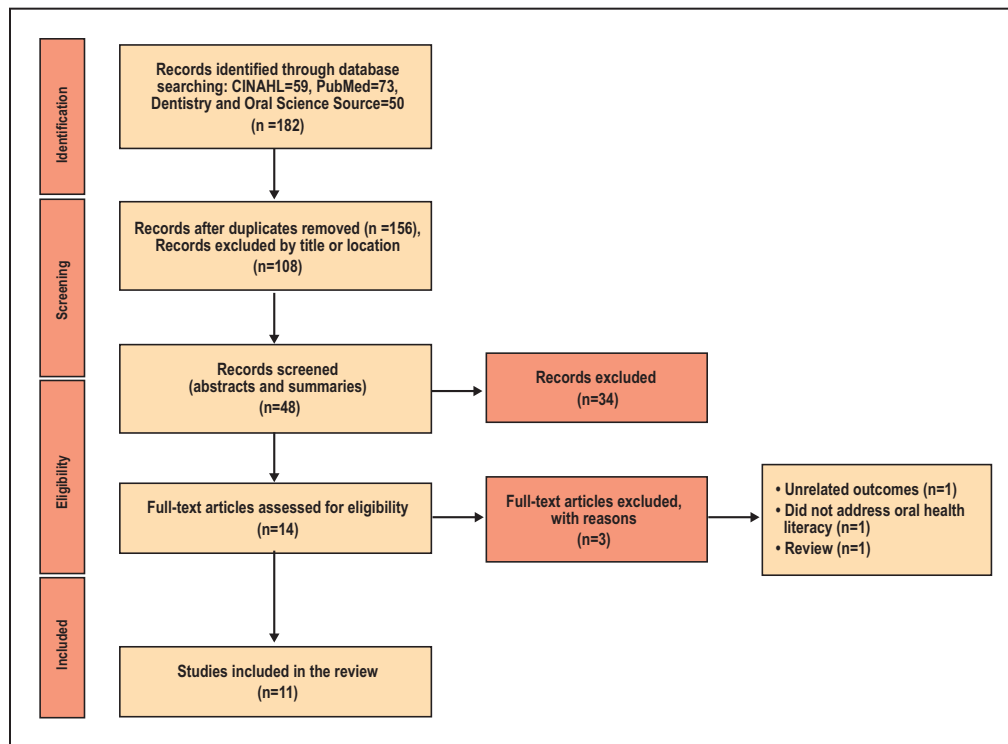 Identification
Records identified through database
searching: CINAHL=59, PubMed=73,
Dentistry and Oral Science Source=50
(n =182)
Screening
Records after duplicates removed (n =156),
Records excluded by title or location
(n=108)
Records screened
(abstracts and summaries)
(n=48)
Records excluded
(n=34)
Eligibility
Full-text articles assessed for eligibility
(n=14)
Full-text articles excluded,
with reasons
(n=3)
• Unrelated outcomes (n=1)
• Did not address oral health
literacy (n=1)
• Review (n=1)
Included
Studies included in the review
(n=11)